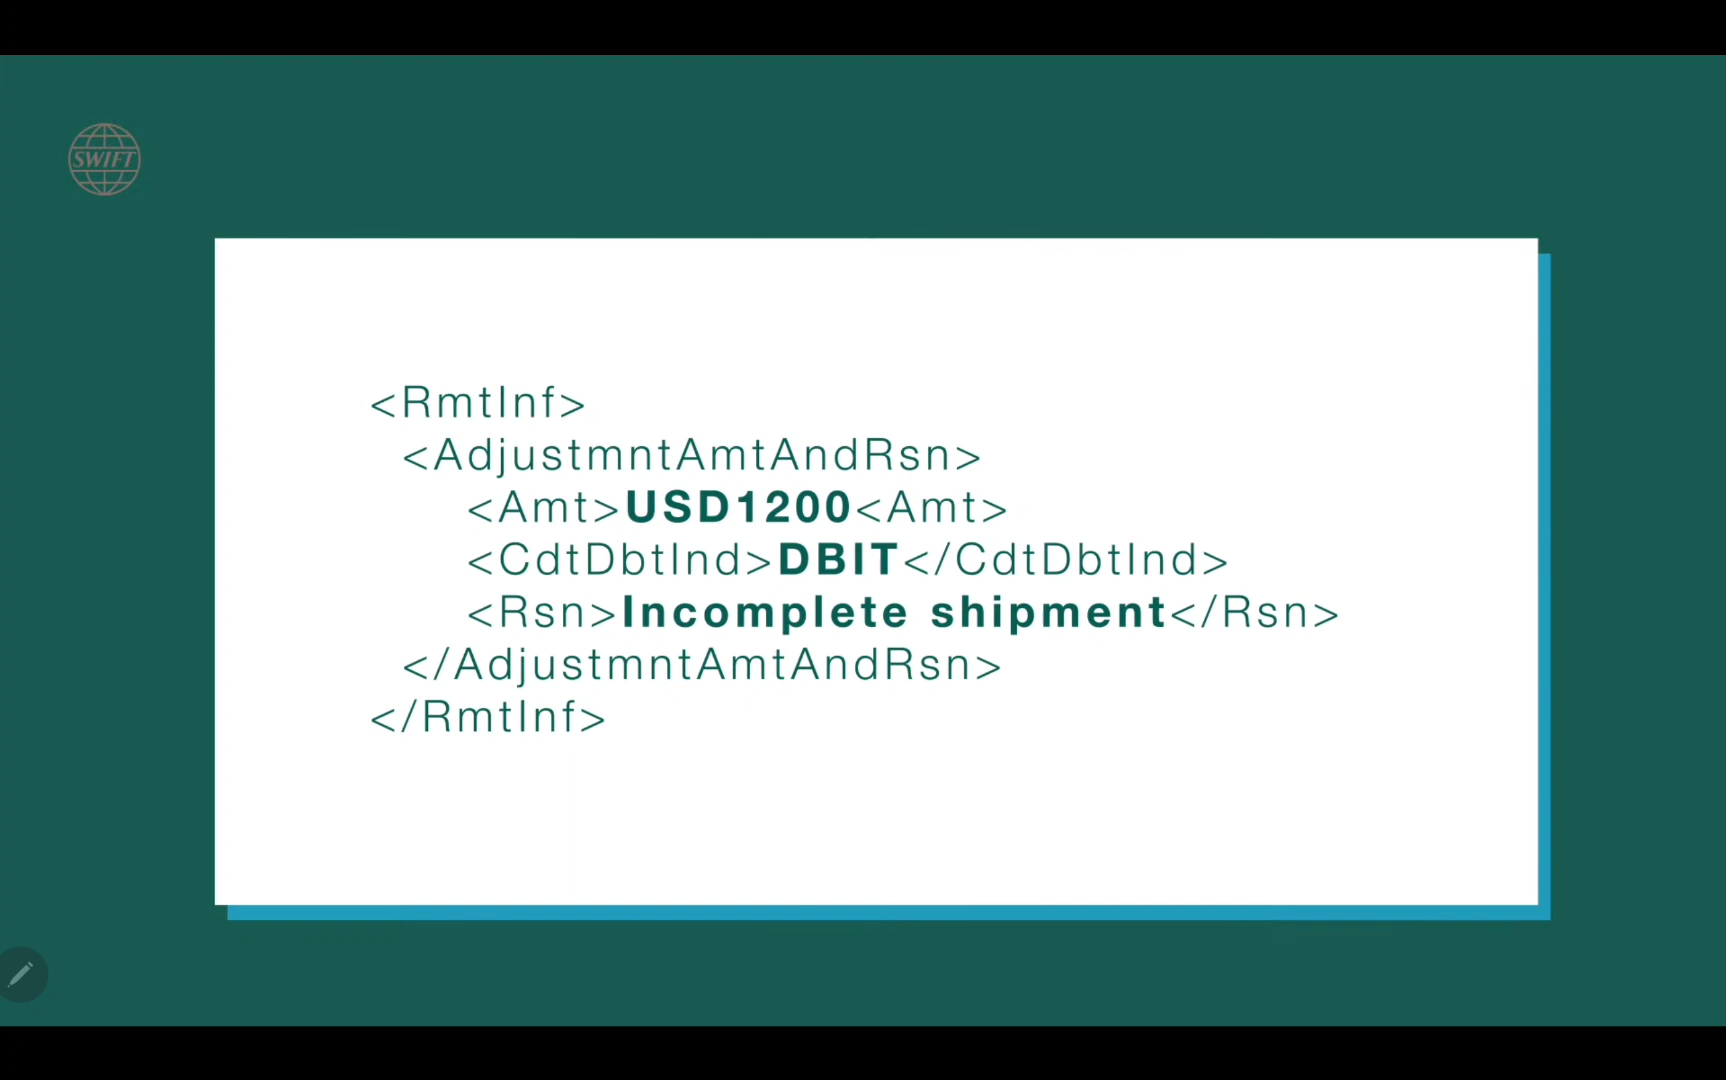 SWIFT
<RmtInf>
<AdjustmntAmtAndRsn>
<Amt>USD1200<Amt>
<CdtDbtInd>DBIT</CdtDbtInd>
<Rsn>Incomplete shipment</Rsn>
</AdjustmntAmtAndRsn>
</RmtInf>